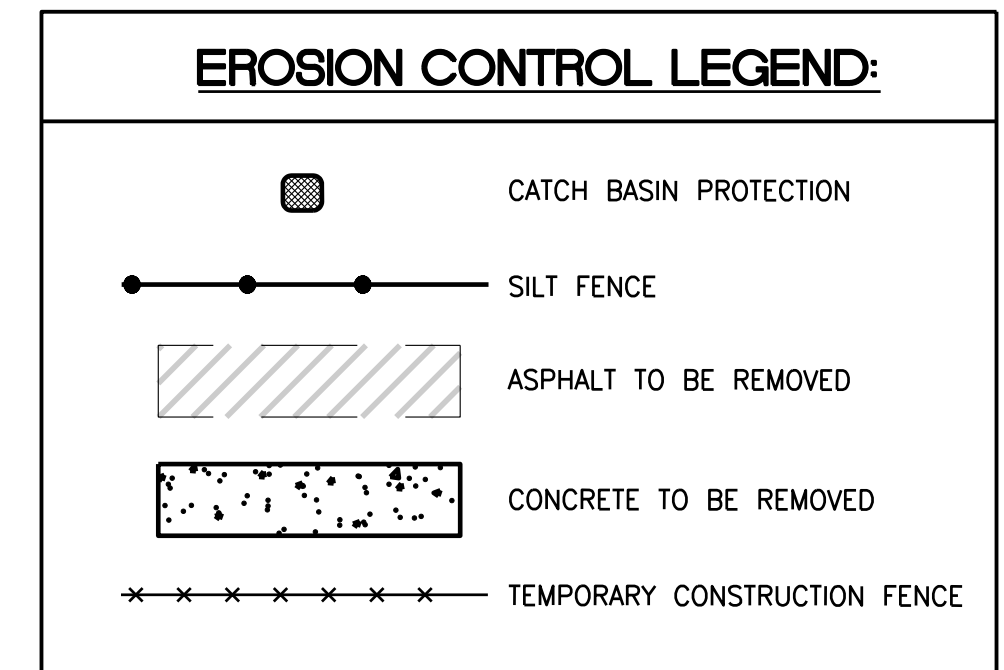 EROSION CONTROL LEGEND:
CATCH BASIN PROTECTION
SILT FENCE
ASPHALT TO BE REMOVED
CONCRETE TO BE REMOVED
TEMPORARY CONSTRUCTION FENCE